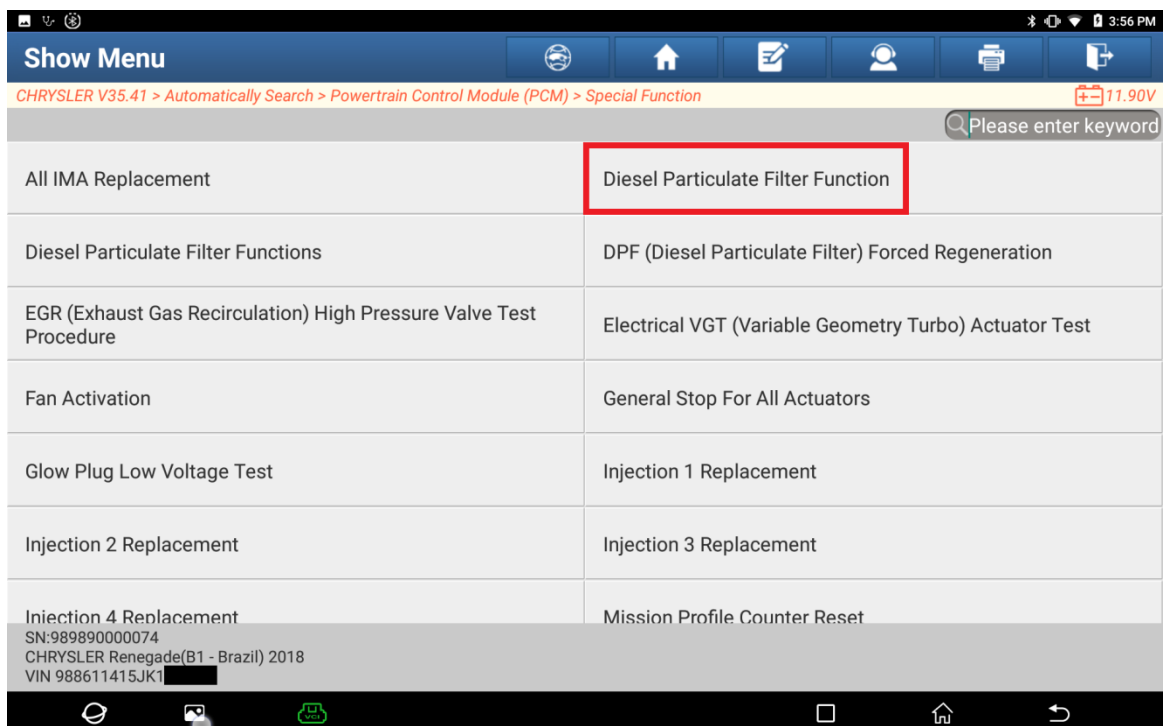 3:56 PM
Show Menu
CHRYSLER V35.41 > Automatically Search > Powertrain Control Module (PCM) > Special Function
11.90V
Please enter keyword
All IMA Replacement
Diesel Particulate Filter Function
Diesel Particulate Filter Functions
DPF (Diesel Particulate Filter) Forced Regeneration
EGR (Exhaust Gas Recirculation) High Pressure Valve Test
Procedure
Electrical VGT (Variable Geometry Turbo) Actuator Test
Fan Activation
General Stop For All Actuators
Glow Plug Low Voltage Test
Injection 1 Replacement
Injection 2 Replacement
Injection 3 Replacement
Injection 4 Replacement
Mission Profile Counter Reset
SN:989890000074
CHRYSLER Renegade(B1 - Brazil) 2018
VIN 988611415JK1
VCI